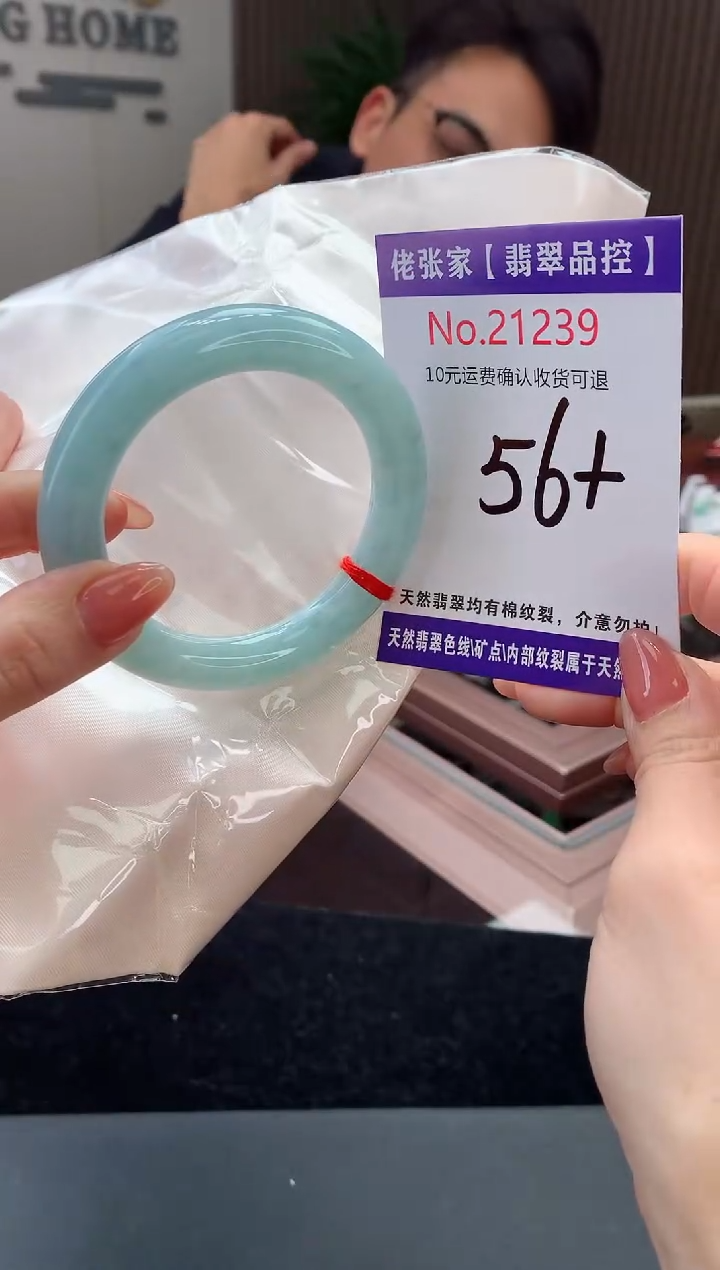 G HOME
佬张家【翡翠品控】
No.21239
10元运费确认收货可退
56+
天然翡翠均有棉纹裂，介意勿拍！
天然翡翠色线\矿点\内部纹裂属于天然